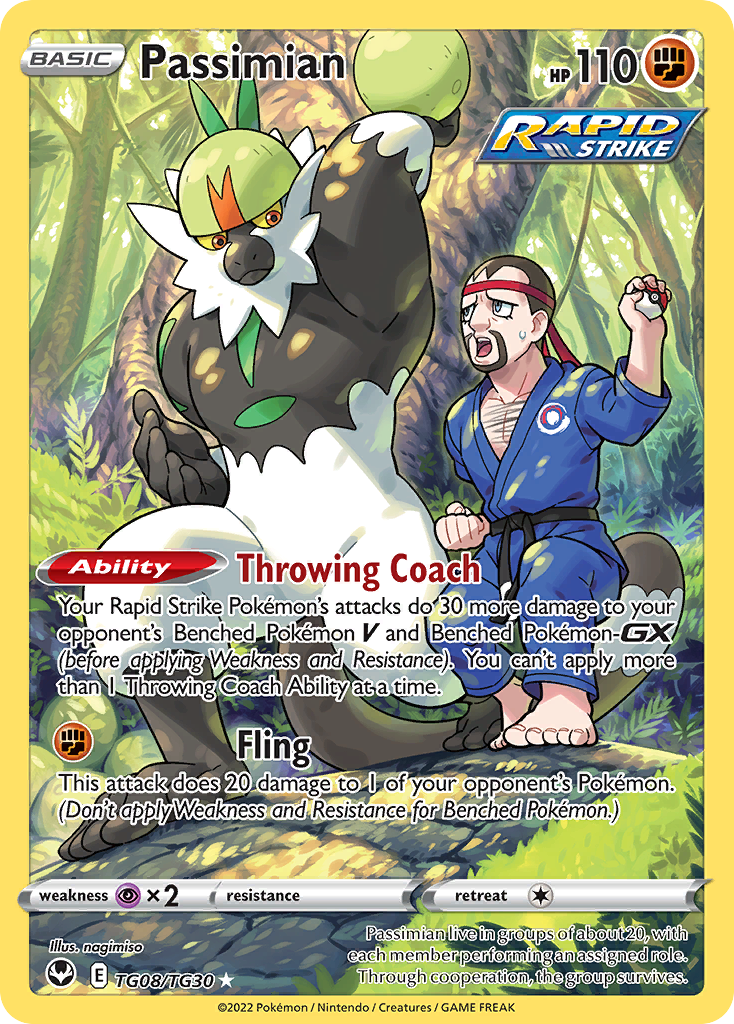 BASIC Passimian HP 110
RAPID
STRIKE
Ability Throwing Coach
Your Rapid Strike Pokémon's attacks do 30 more damage to your
opponent's Benched Pokémon V and Benched Pokémon-GX
(before applying Weakness and Resistance). You can't apply more
than 1 Throwing Coach Ability at a time.
Fling
This attack does 20 damage to 1 of your opponent's Pokémon.
(Don't apply Weakness and Resistance for Benched Pokémon.)
weakness ×2 resistance retreat
Illus. nagimiso
Passimian live in groups of about 20, with
each member performing an assigned role.
Through cooperation, the group survives.
E TG08/TG30 ★
©2022 Pokémon / Nintendo / Creatures / GAME FREAK